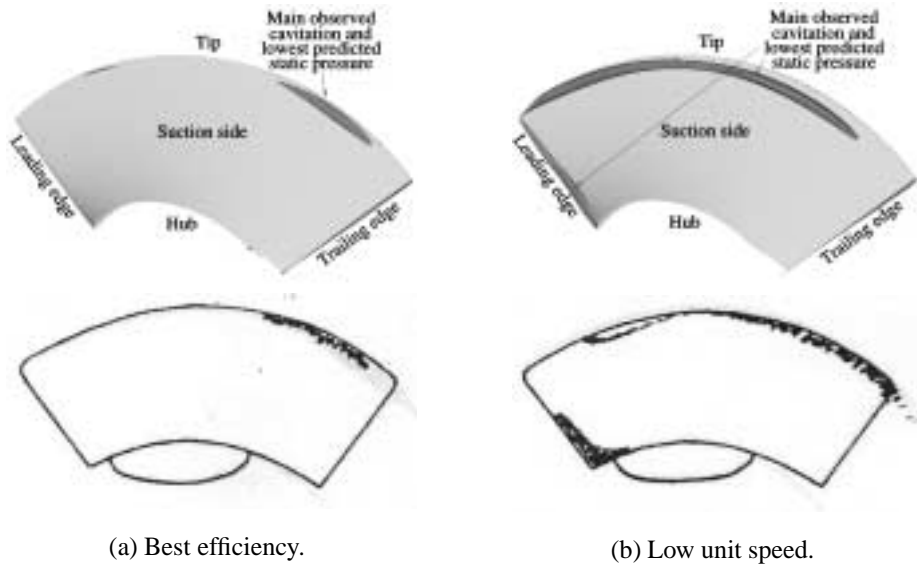 Main observed
cavitation and
lowest predicted
static pressure
Tip
Suction side
Leading edge
Hub
Trailing edge
Main observed
cavitation and
lowest predicted
static pressure
Tip
Suction side
Leading edge
Hub
Trailing edge
(a) Best efficiency.
(b) Low unit speed.